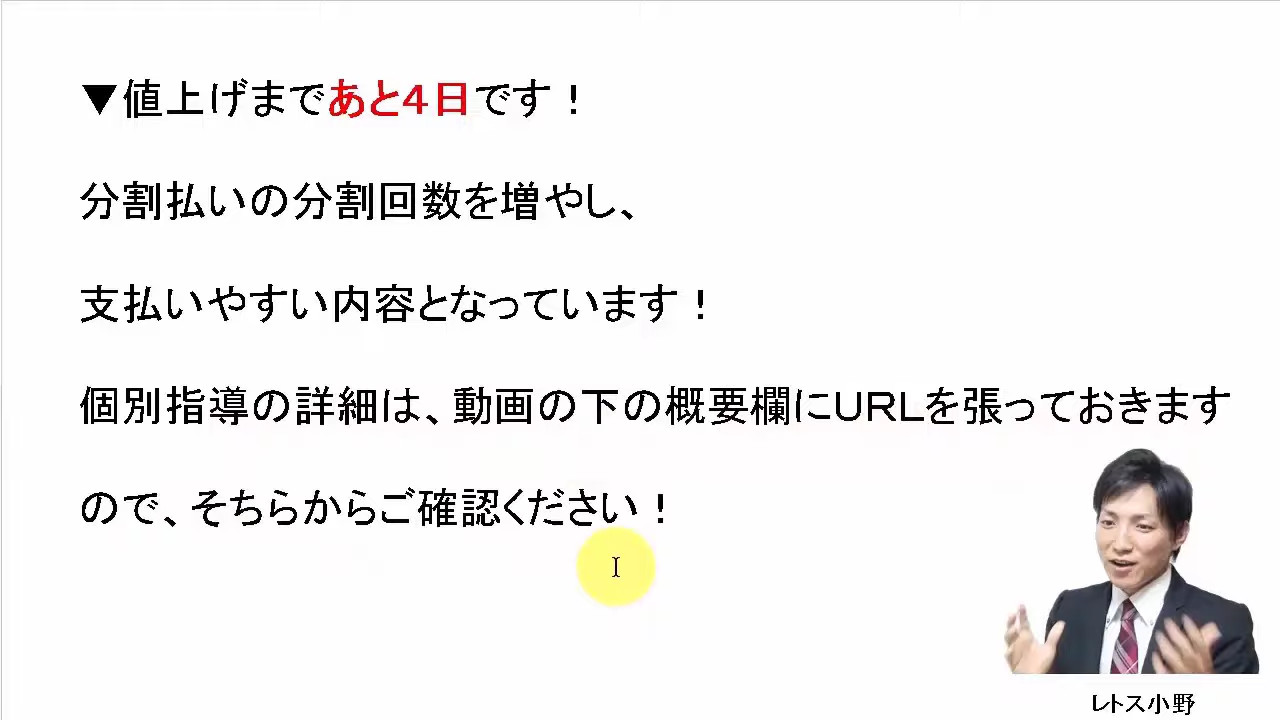 ▼値上げまであと4日です！
分割払いの分割回数を増やし、
支払いやすい内容となっています！
個別指導の詳細は、動画の下の概要欄にＵＲＬを張っておきます
ので、そちらからご確認ください！
レトス小野